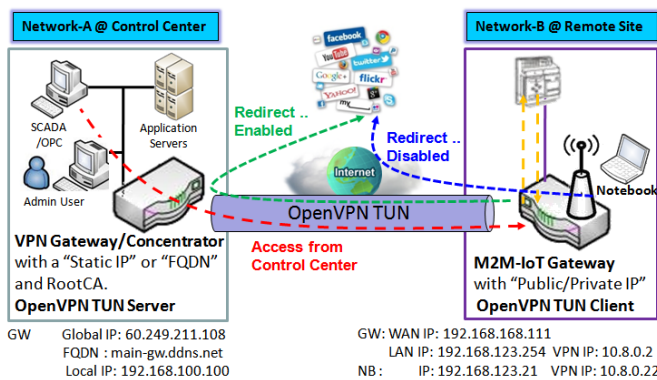 Network-A @ Control Center
Network-B @ Remote Site
facebook
YouTube
twitter
Google+
flickr
YAHOO!
my
SCADA
/OPC
Application
Servers
Admin User
Redirect ..
Enabled
Redirect ..
Disabled
Internet
Notebook
OpenVPN TUN
Access from
Control Center
VPN Gateway/Concentrator
with a “Static IP” or “FQDN”
and RootCA.
OpenVPN TUN Server
M2M-IoT Gateway
with “Public/Private IP”
OpenVPN TUN Client
GW Global IP: 60.249.211.108
FQDN : main-gw.ddns.net
Local IP: 192.168.100.100
GW: WAN IP: 192.168.168.111
LAN IP: 192.168.123.254 VPN IP: 10.8.0.2
NB : IP: 192.168.123.21 VPN IP: 10.8.0.22